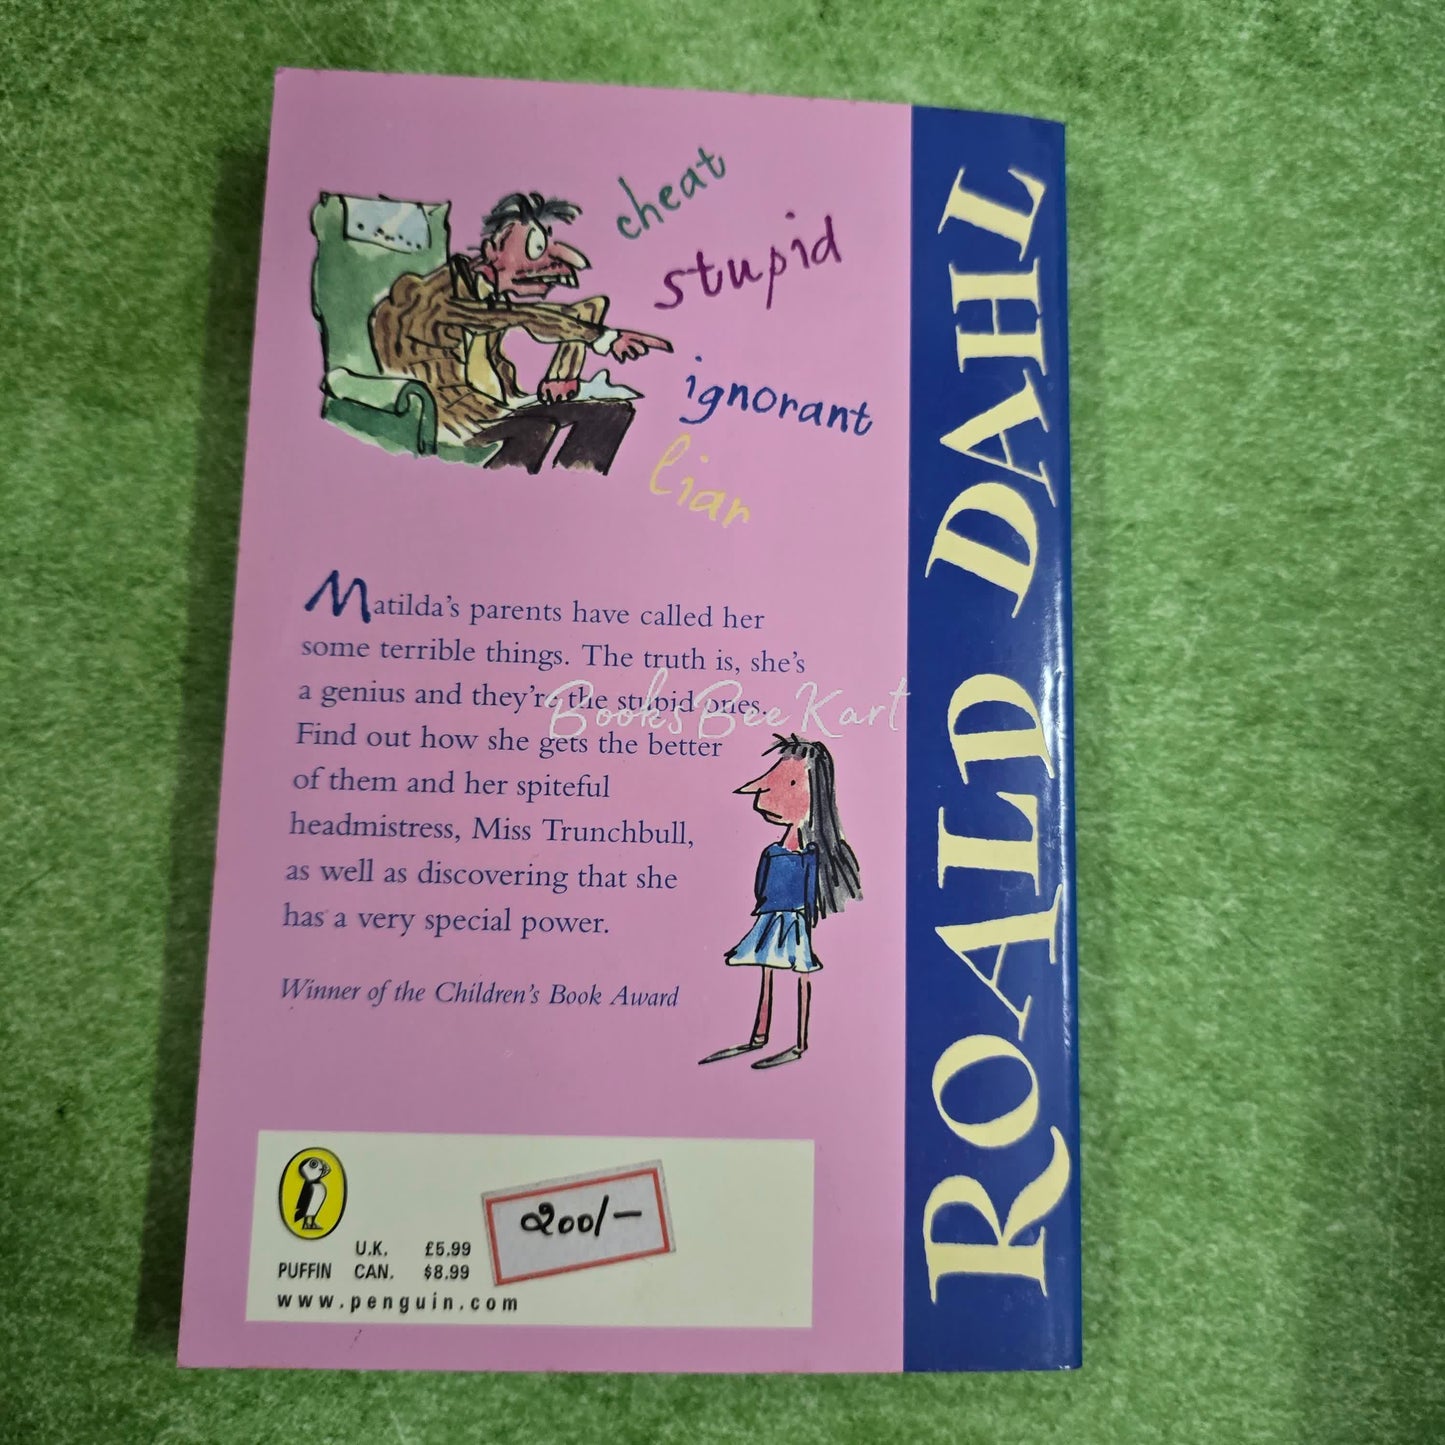 cheat
stupid
ignorant
liar
Matilda's parents have called her
some terrible things. The truth is, she's
a genius and they're the stupid ones.
Find out how she gets the better
of them and her spiteful
headmistress, Miss Trunchbull,
as well as discovering that she
has a very special power.
Winner of the Children's Book Award
BooksBeeKart
ROALD DAHL
200/-
U.K. £5.99
PUFFIN CAN. $8.99
www.penguin.com